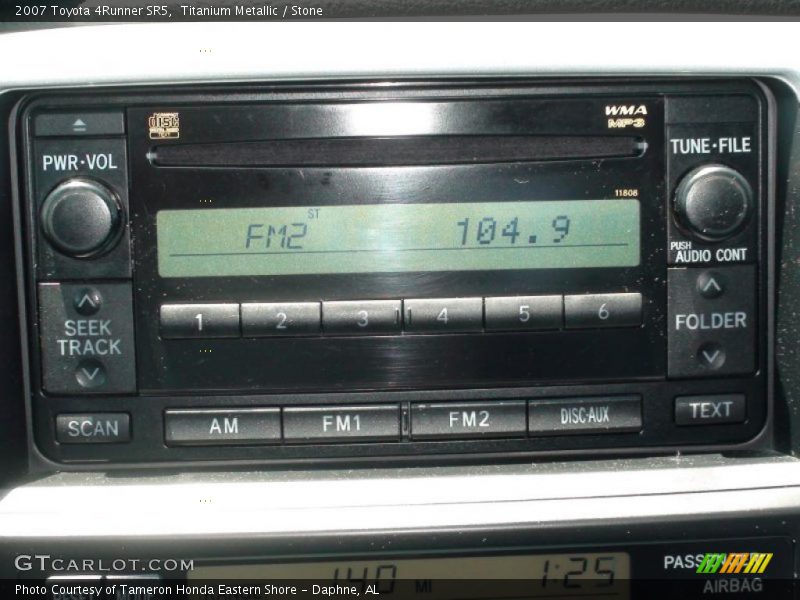 2007 Toyota 4Runner SR5,  Titanium Metallic / Stone
disc
WMA
MP3
PWR·VOL
TUNE·FILE
11808
ST
FM2 104.9
PUSH
AUDIO CONT
SEEK
TRACK
1 2 3 4 5 6
FOLDER
SCAN
AM FM1 FM2 DISC·AUX
TEXT
GTCARLOT.COM
140 MI
1:25
AIRBAG
Photo Courtesy of Tameron Honda Eastern Shore - Daphne, AL